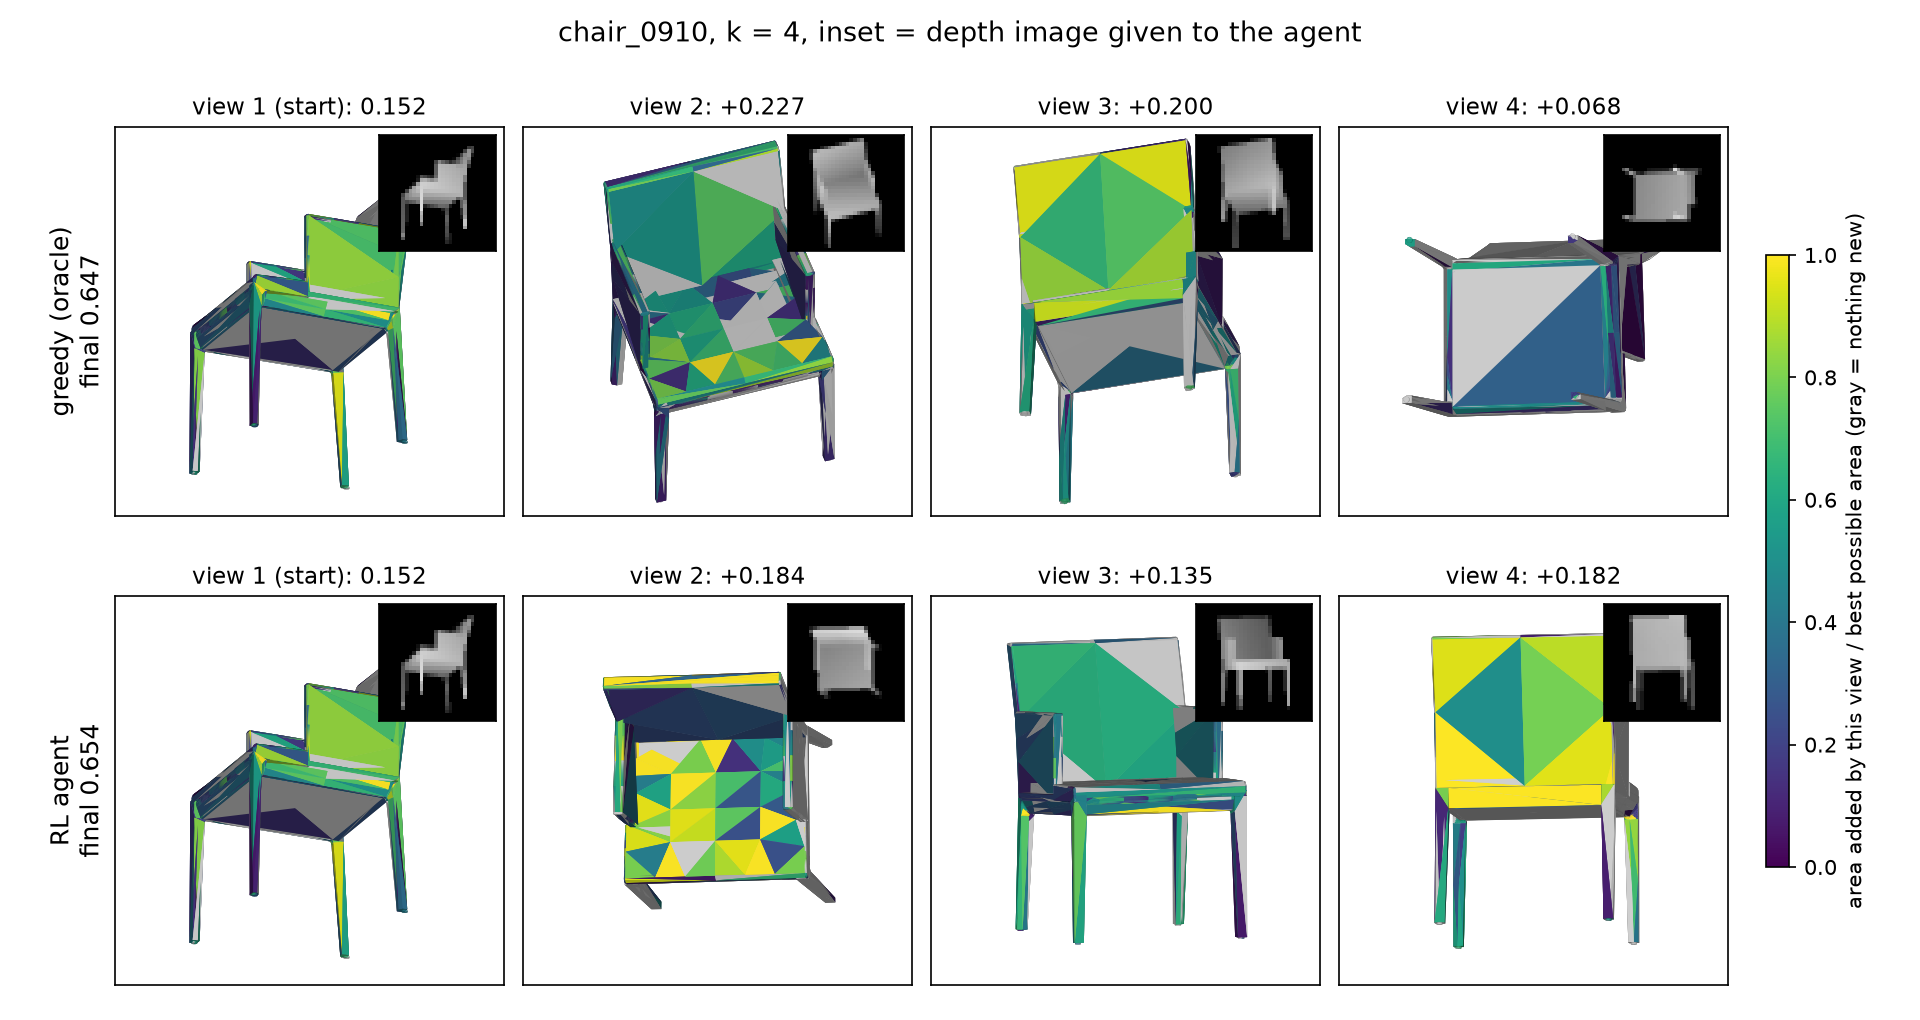 chair_0910, k = 4, inset = depth image given to the agent
view 1 (start): 0.152
view 2: +0.227
view 3: +0.200
view 4: +0.068
greedy (oracle)
final 0.647
view 1 (start): 0.152
view 2: +0.184
view 3: +0.135
view 4: +0.182
RL agent
final 0.654
1.0
0.8
0.6
0.4
0.2
0.0
area added by this view / best possible area (gray = nothing new)